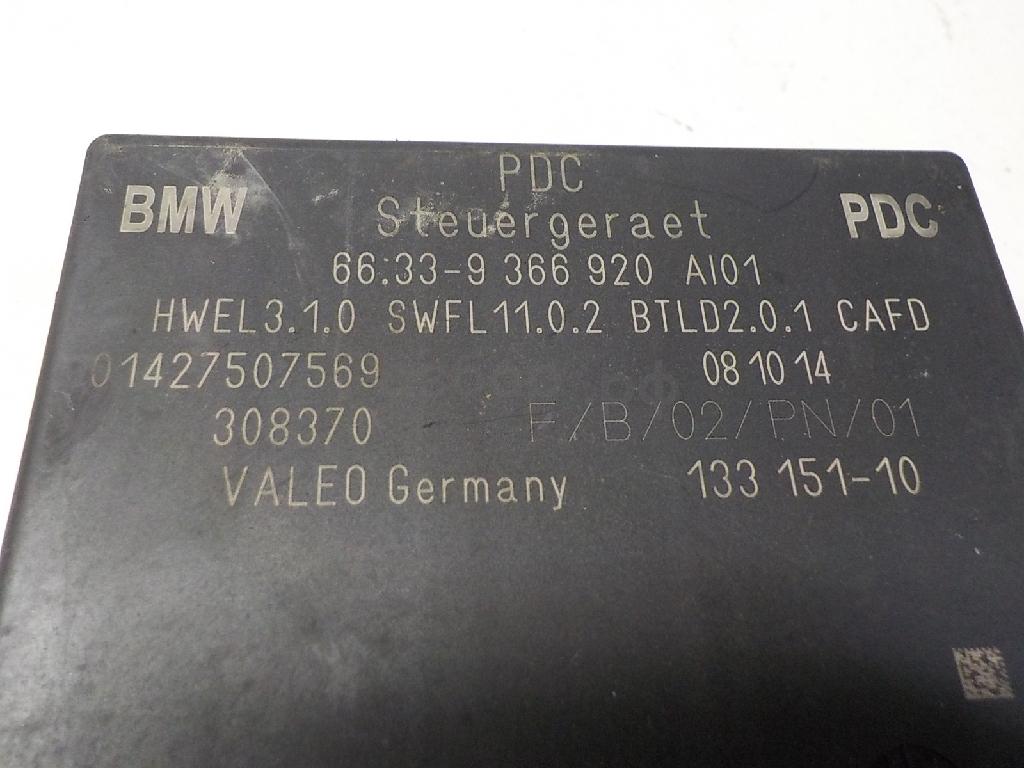 PDC
BMW Steuergeraet PDC
66.33-9 366 920 AI01
HWEL3.1.0 SWFL11.0.2 BTLD2.0.1 CAFD
01427507569 08 10 14
308370 F/B/02/PN/01
VALEO Germany 133 151-10